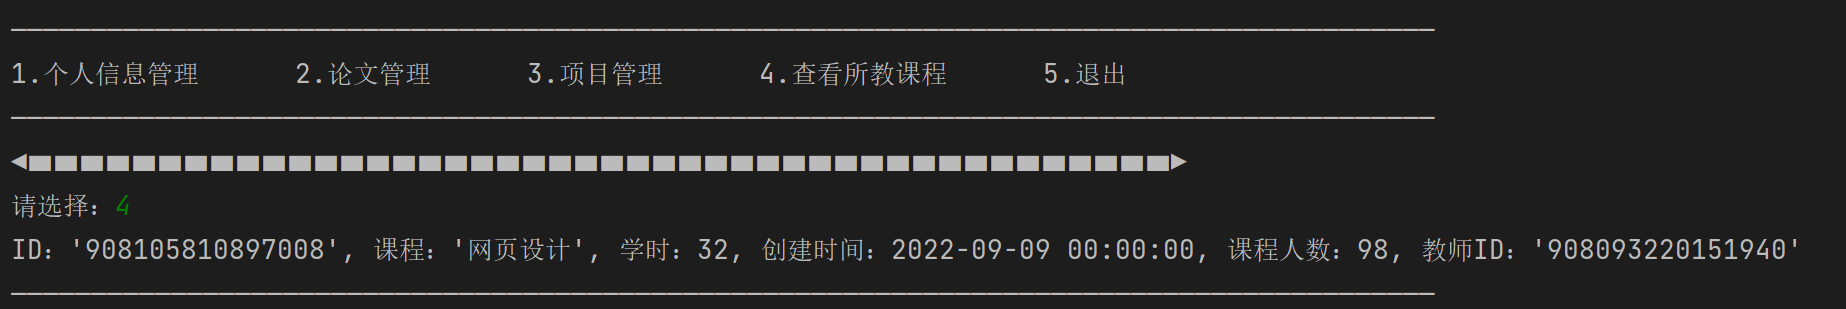 1.个人信息管理 2.论文管理 3.项目管理 4.查看所教课程 5.退出
请选择：4
ID：'908105810897008', 课程：'网页设计', 学时：32, 创建时间：2022-09-09 00:00:00, 课程人数：98, 教师ID：'908093220151940'